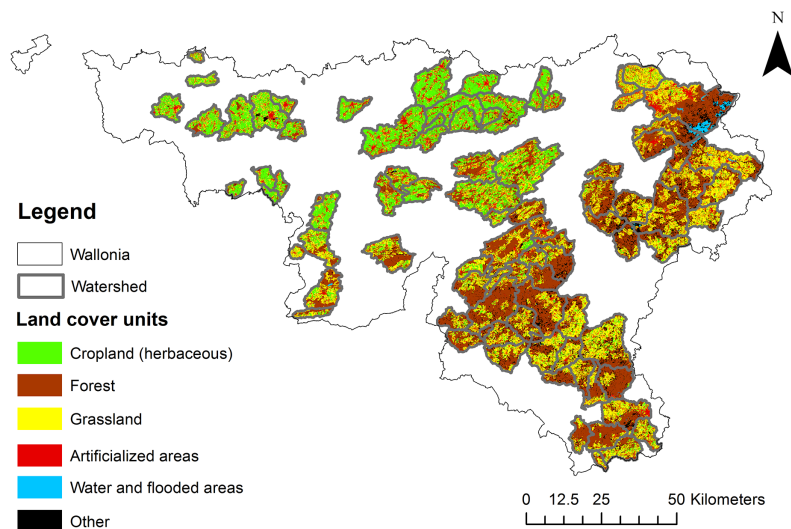 N
Legend
Wallonia
Watershed
Land cover units
Cropland (herbaceous)
Forest
Grassland
Artificialized areas
Water and flooded areas
Other
0 12.5 25 50 Kilometers